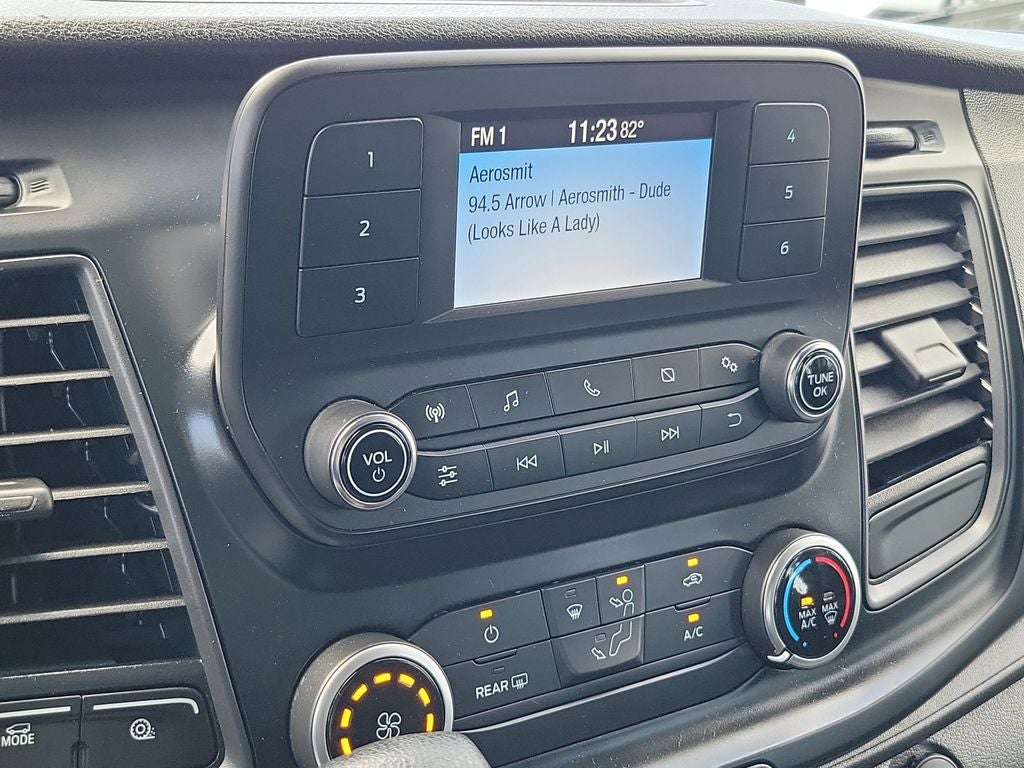 FM 1 11:23 82°
Aerosmit
94.5 Arrow | Aerosmith - Dude
(Looks Like A Lady)
1
2
3
4
5
6
VOL
TUNE
OK
A/C
REAR
MAX
A/C
MAX
MODE